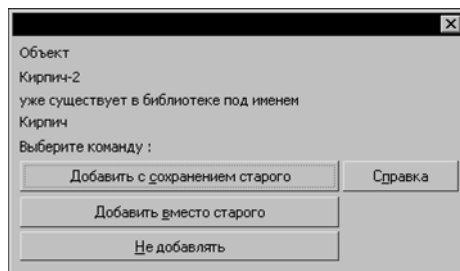 Объект
Кирпич-2
уже существует в библиотеке под именем
Кирпич
Выберите команду :
Добавить с сохранением старого
Справка
Добавить вместо старого
Не добавлять